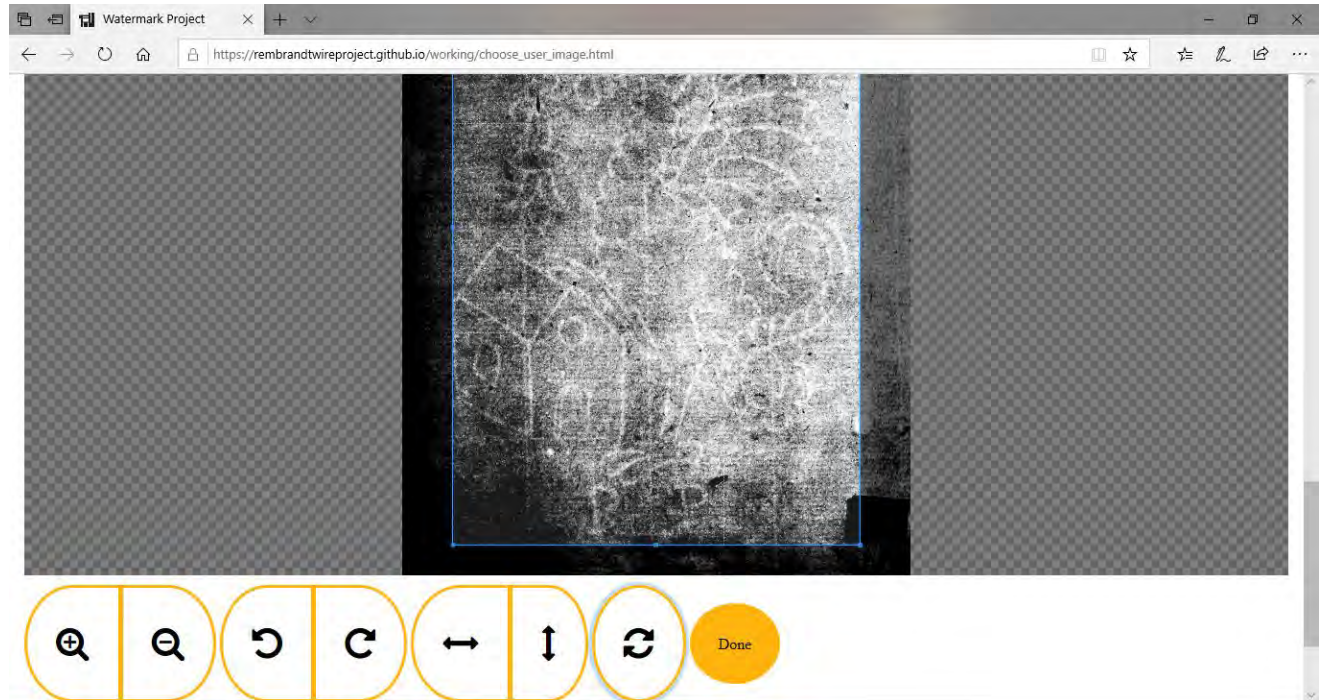 Watermark Project
https://rembrandtwireproject.github.io/working/choose_user_image.html
P D
Done